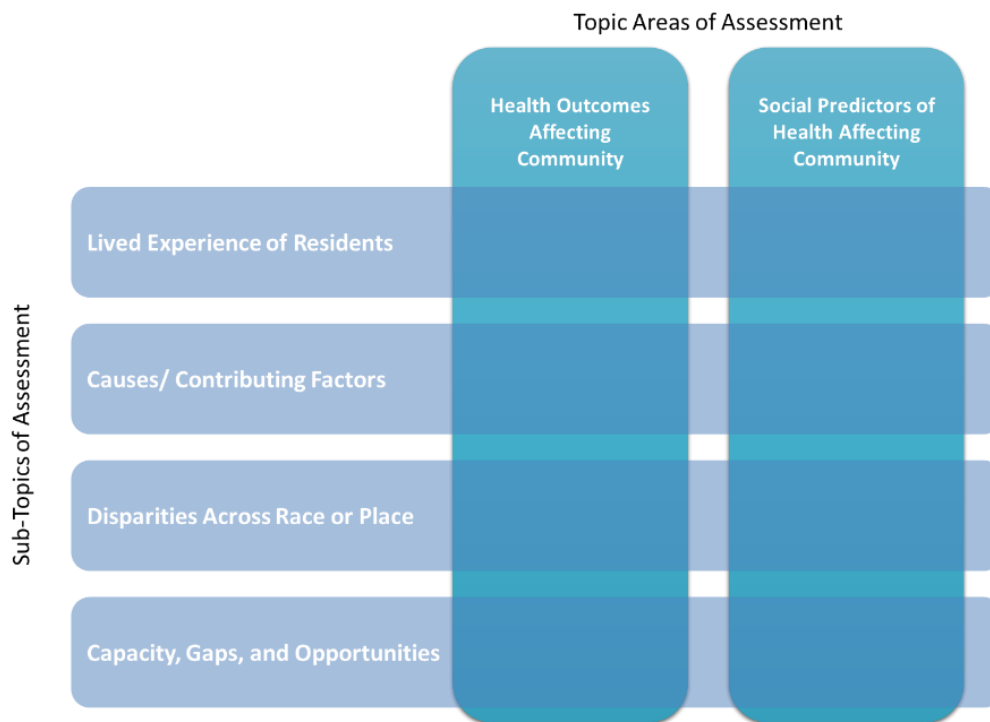 Topic Areas of Assessment
Health Outcomes
Affecting
Community
Social Predictors of
Health Affecting
Community
Sub-Topics of Assessment
Lived Experience of Residents
Causes/ Contributing Factors
Disparities Across Race or Place
Capacity, Gaps, and Opportunities